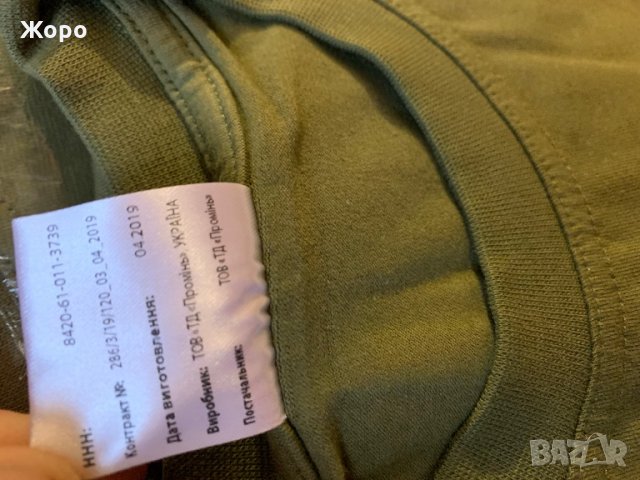 Жоро
ННН: 8420-61-011-3739
Контракт №: 286/3/19/120_03_04_2019
Дата виготовлення: 04.2019
Виробник: ТОВ «ТД «Промінь» УКРАЇНА
Постачальник: ТОВ «ТД «Промінь»
BAZAR